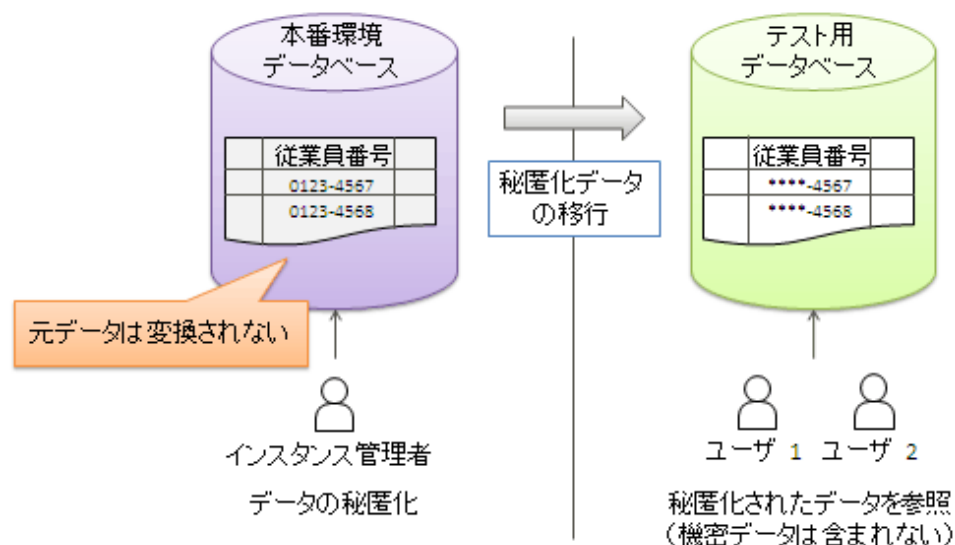 本番環境
データベース
従業員番号
0123-4567
0123-4568
元データは変換されない
インスタンス管理者
データの秘匿化
秘匿化データ
の移行
テスト用
データベース
従業員番号
****-4567
****-4568
ユーザ 1
ユーザ 2
秘匿化されたデータを参照
(機密データは含まれない)